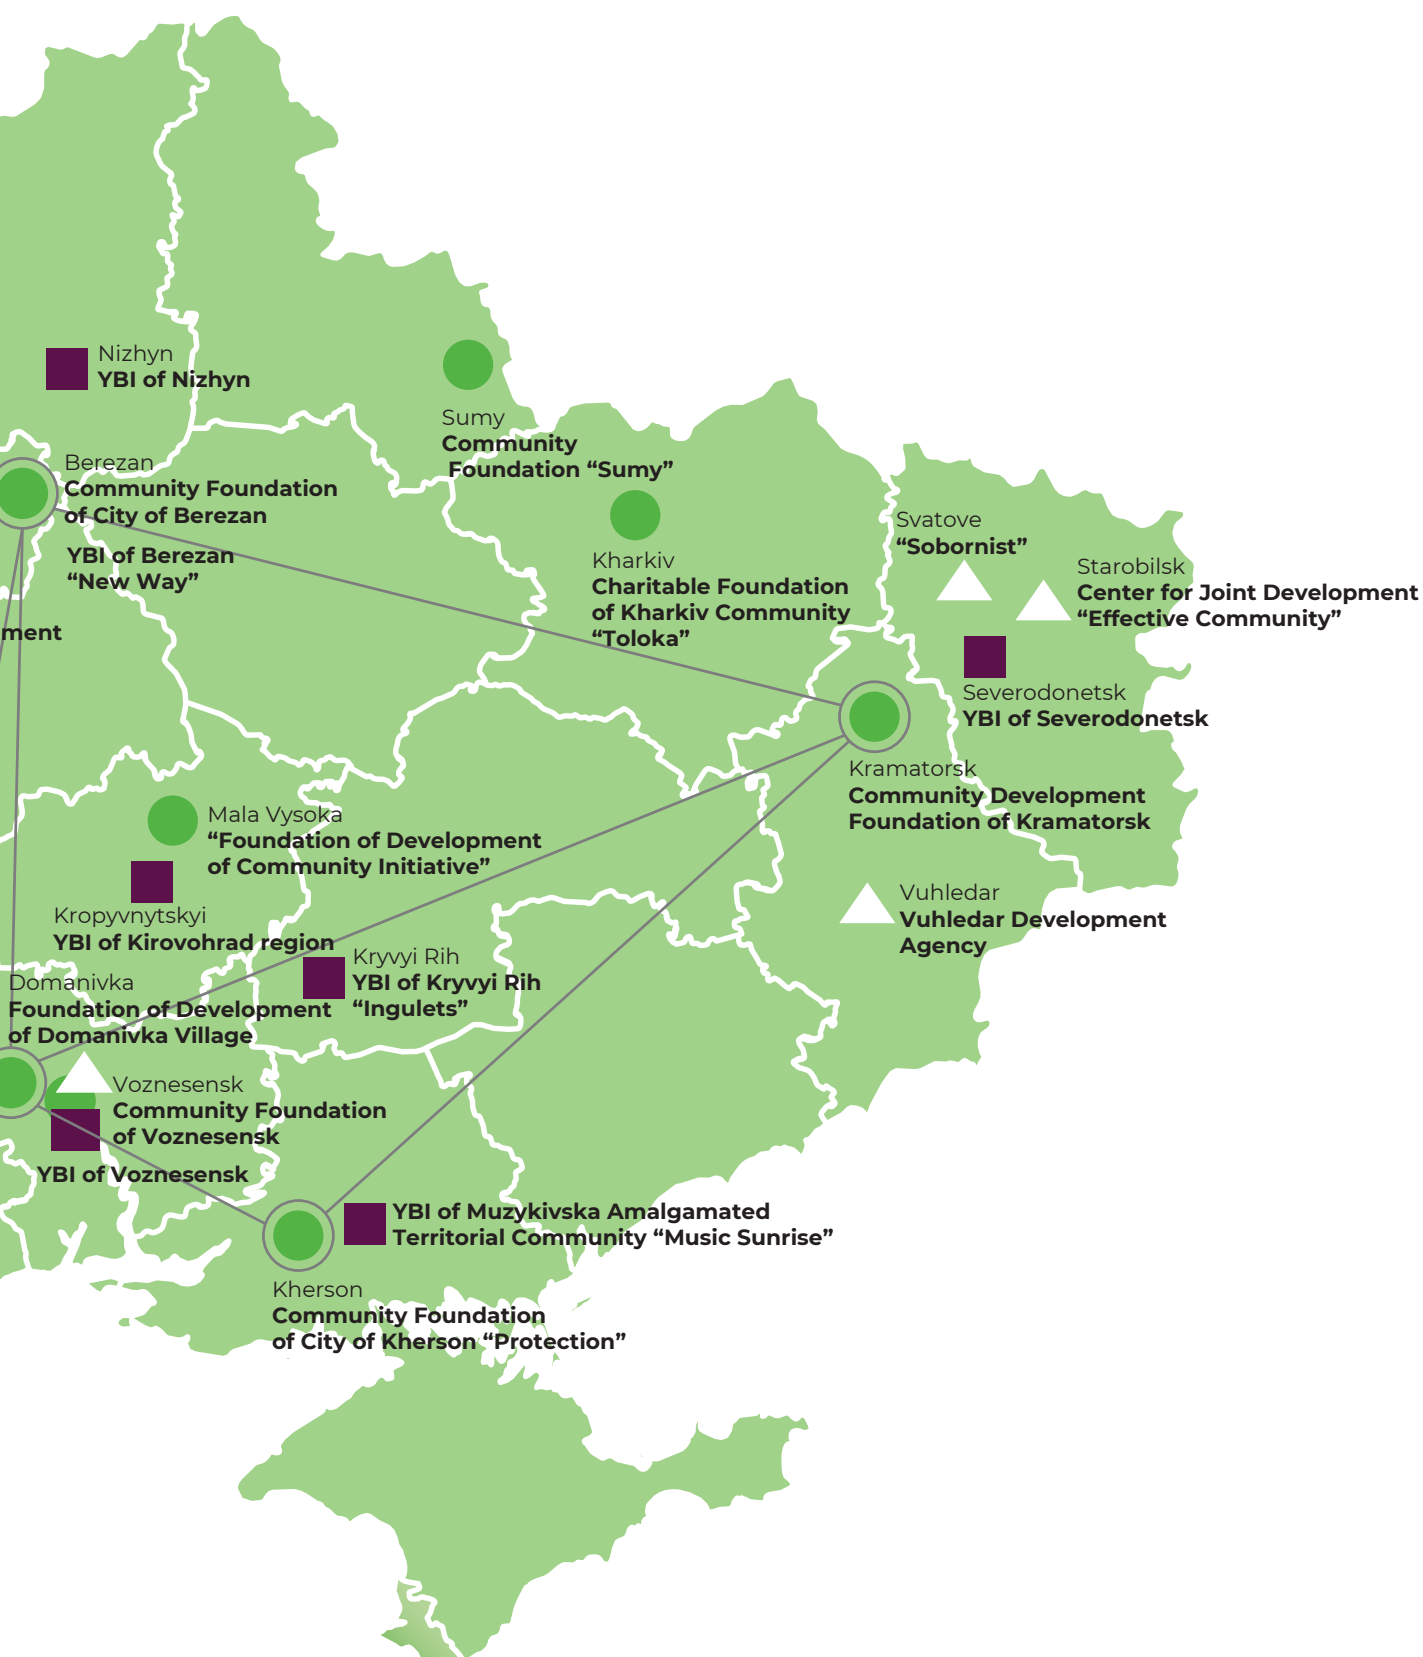 Nizhyn
YBI of Nizhyn
Sumy
Community
Foundation “Sumy”
Berezan
Community Foundation
of City of Berezan
YBI of Berezan
“New Way”
ment
Kharkiv
Charitable Foundation
of Kharkiv Community
“Toloka”
Svatove
“Sobornist”
Starobilsk
Center for Joint Development
“Effective Community”
Severodonetsk
YBI of Severodonetsk
Kramatorsk
Community Development
Foundation of Kramatorsk
Mala Vysoka
“Foundation of Development
of Community Initiative”
Kropyvnytskyi
YBI of Kirovohrad region
Vuhledar
Vuhledar Development
Agency
Kryvyi Rih
YBI of Kryvyi Rih
“Ingulets”
Domanivka
Foundation of Development
of Domanivka Village
Voznesensk
Community Foundation
of Voznesensk
YBI of Voznesensk
YBI of Muzykivska Amalgamated
Territorial Community “Music Sunrise”
Kherson
Community Foundation
of City of Kherson “Protection”